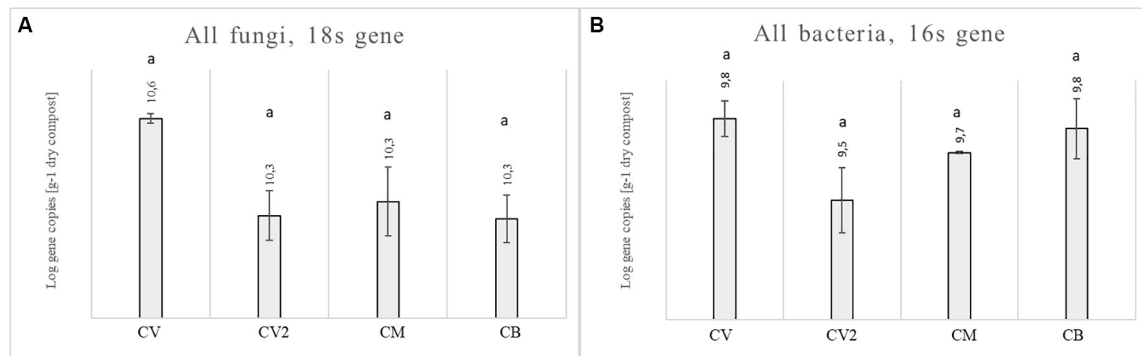 A
All fungi, 18s gene
Log gene copies [g-1 dry compost]
a
10,6
a
10,3
a
10,3
a
10,3
CV
CV2
CM
CB
B
All bacteria, 16s gene
Log gene copies [g-1 dry compost]
a
9,8
a
9,5
a
9,7
a
9,8
CV
CV2
CM
CB